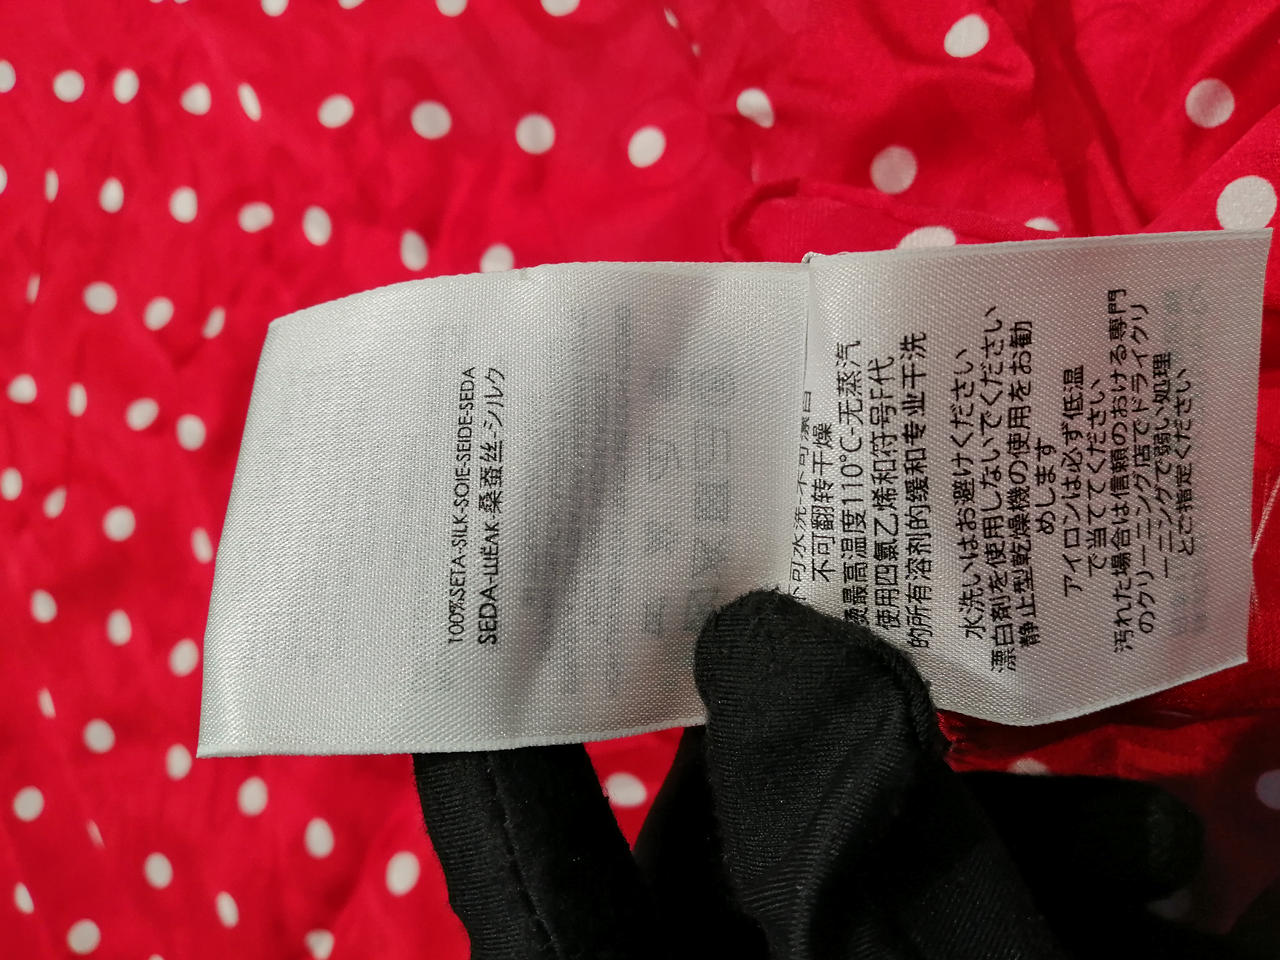 100%SETA-SILK-SOIE-SEIDE-SEDA
SEDA-ШЁЛК-桑蚕丝-シルク
不可水洗-不可漂白
不可翻转干燥
烫最高温度110°C-无蒸汽
使用四氯乙烯和符号F代
的所有溶剂的缓和专业干洗
水洗いはお避けください
漂白剤を使用しないでください
静止型乾燥機の使用をお勧
めします
アイロンは必ず低温
で当ててください
汚れた場合は信頼のおける専門
のクリーニング店でドライクリ
ーニングで弱い処理
とご指定ください